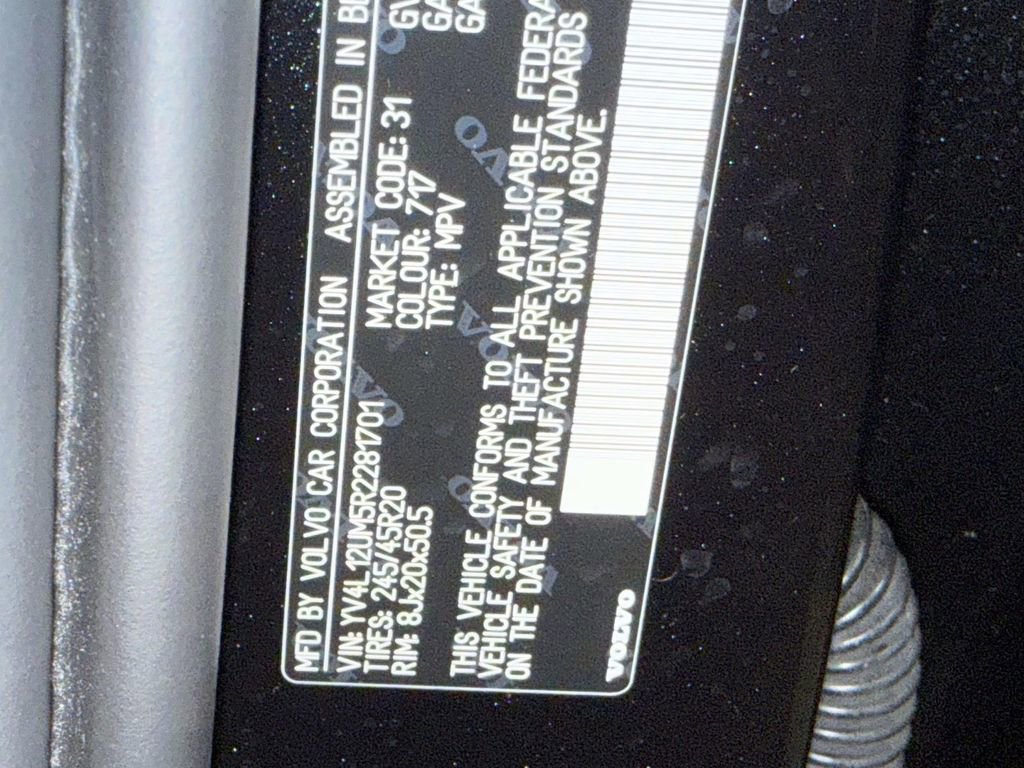 MFD BY VOLVO CAR CORPORATION ASSEMBLED IN
VIN: YV4L12UM5R2281701
TIRES: 245/45R20 MARKET CODE: 31
RIM: 8Jx20x50.5 COLOUR: 717
TYPE: MPV
THIS VEHICLE CONFORMS TO ALL APPLICABLE FEDERA
VEHICLE SAFETY AND THEFT PREVENTION STANDARDS
ON THE DATE OF MANUFACTURE SHOWN ABOVE.
VOLVO